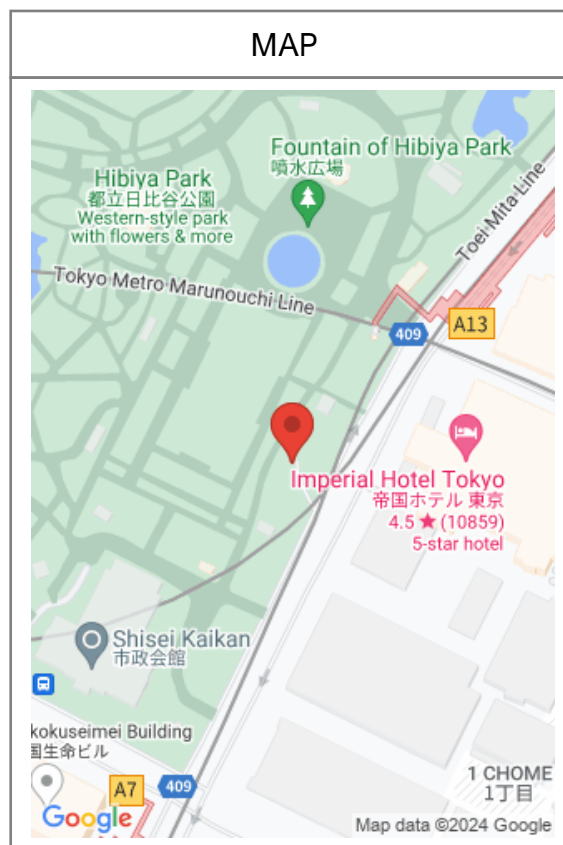 MAP
Fountain of Hibiya Park
噴水広場
Hibiya Park
都立日比谷公園
Western-style park
with flowers & more
Toei Mita Line
Tokyo Metro Marunouchi Line
A13
409
Imperial Hotel Tokyo
帝国ホテル 東京
4.5 ★ (10859)
5-star hotel
Shisei Kaikan
市政会館
kokuseimei Building
国生命ビル
1 CHOME
1丁目
A7
409
Google
Map data ©2024 Google